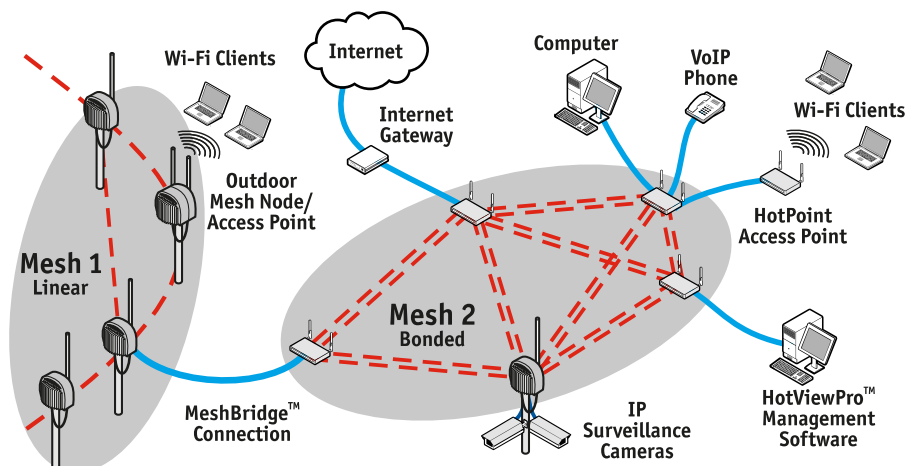 Wi-Fi Clients
Internet
Computer
VoIP
Phone
Wi-Fi Clients
Internet
Gateway
Outdoor
Mesh Node/
Access Point
HotPoint
Access Point
Mesh 1
Linear
Mesh 2
Bonded
MeshBridge™
Connection
IP
Surveillance
Cameras
HotViewPro™
Management
Software